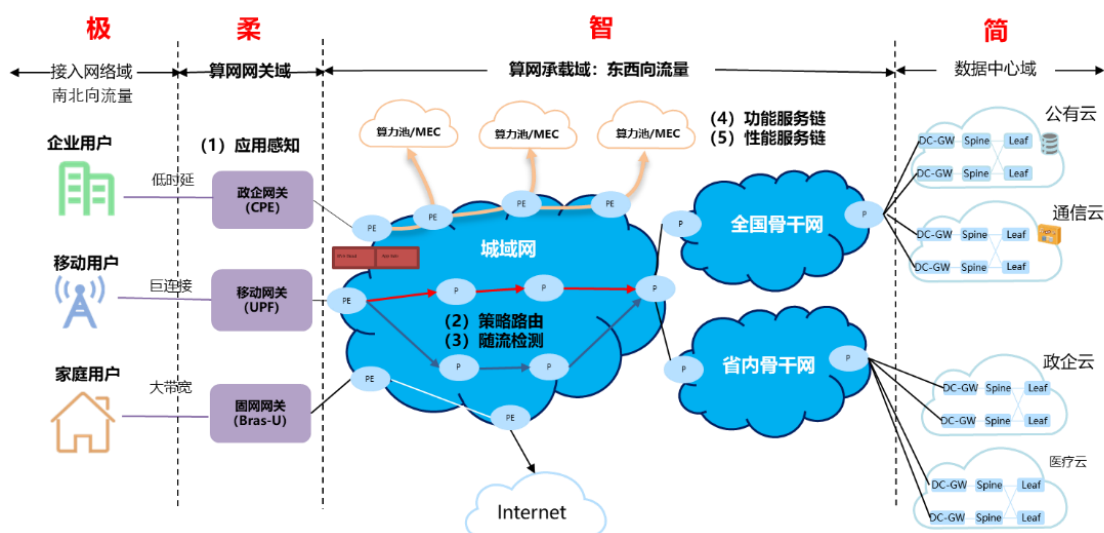 极
柔
智
简
接入网络域
南北向流量
算网网关域
算网承载域：东西向流量
数据中心域
企业用户
（1）应用感知
算力池/MEC
算力池/MEC
算力池/MEC
（4）功能服务链
（5）性能服务链
公有云
DC-GW Spine Leaf
DC-GW Spine Leaf
低时延
政企网关
（CPE）
PE
PE
PE
PE
城域网
P
全国骨干网
P
通信云
DC-GW Spine Leaf
DC-GW Spine Leaf
移动用户
巨连接
移动网关
（UPF）
PE
P
P
P
（2）策略路由
（3）随流检测
P
P
家庭用户
大带宽
固网网关
（Bras-U）
PE
PE
P
省内骨干网
P
政企云
DC-GW Spine Leaf
DC-GW Spine Leaf
医疗云
DC-GW Spine Leaf
DC-GW Spine Leaf
Internet